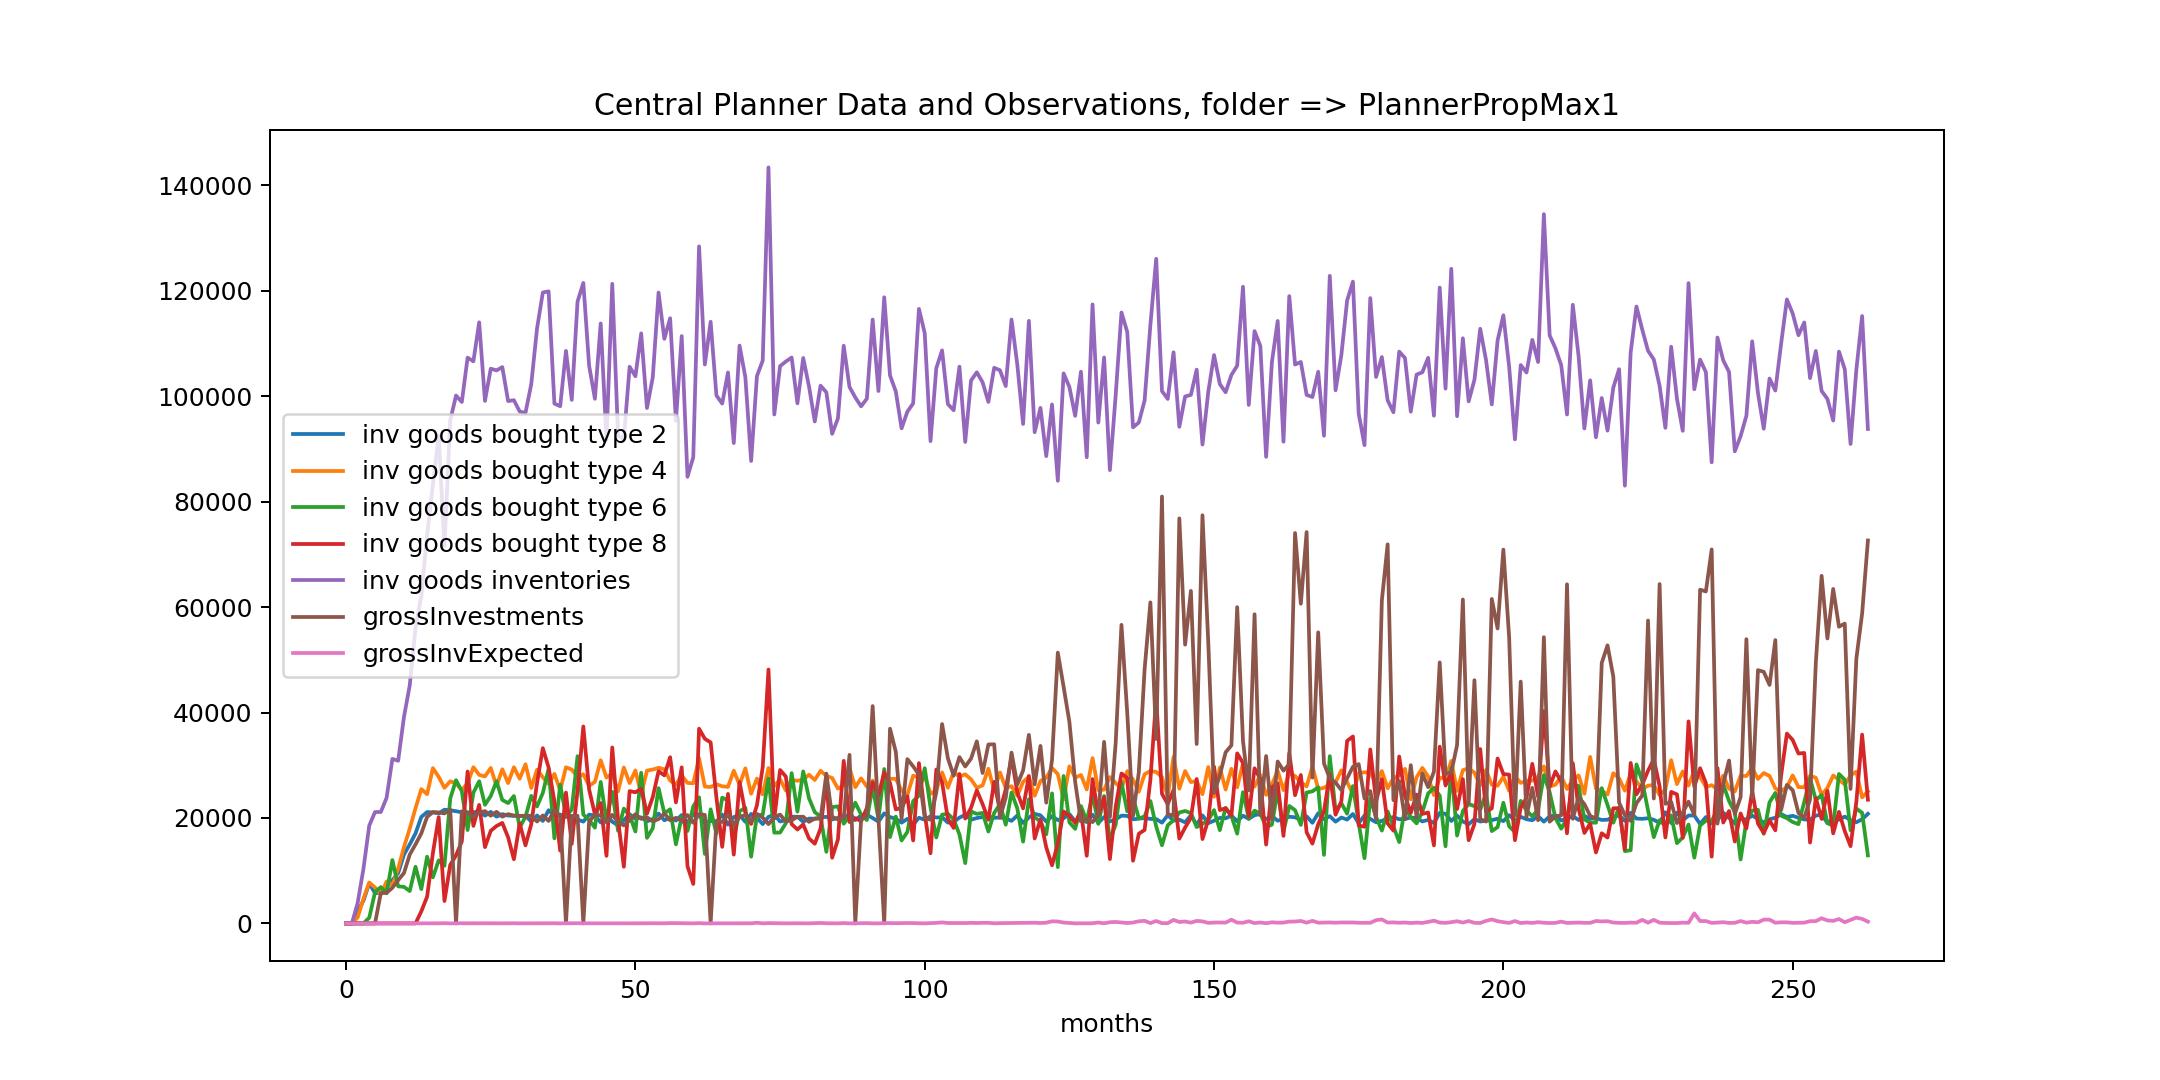 Central Planner Data and Observations, folder => PlannerPropMax1
140000
120000
100000
80000
60000
40000
20000
0
inv goods bought type 2
inv goods bought type 4
inv goods bought type 6
inv goods bought type 8
inv goods inventories
grossInvestments
grossInvExpected
0 50 100 150 200 250
months